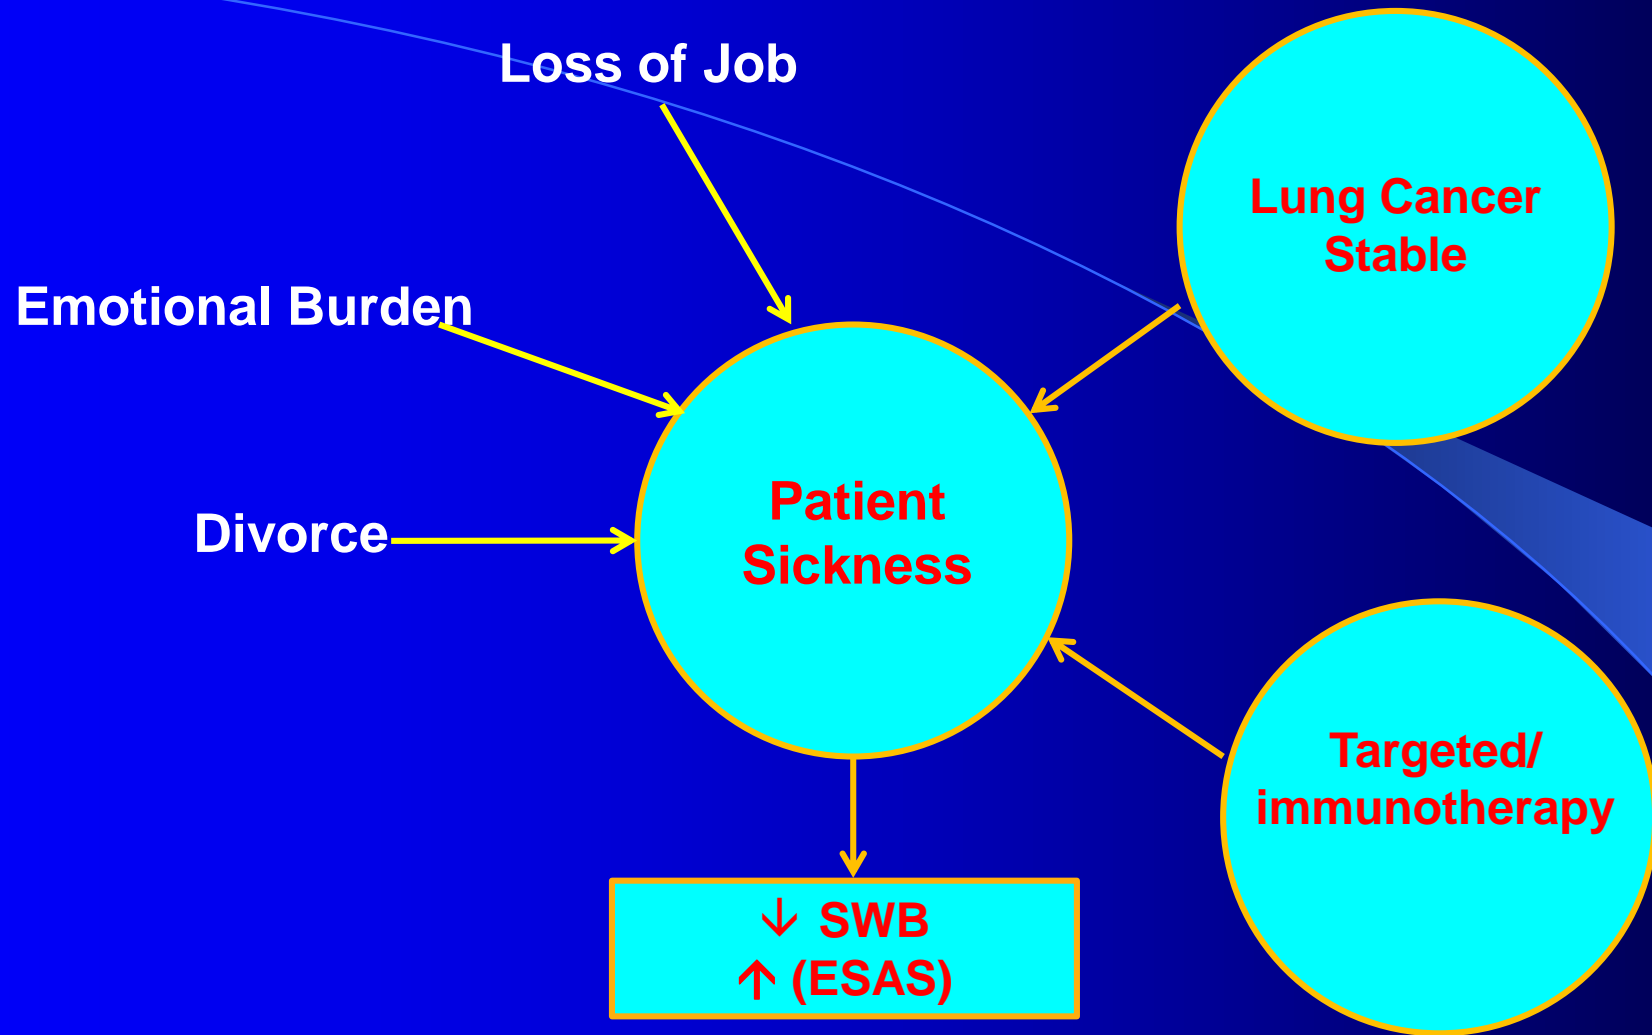 Loss of Job
Lung Cancer
Stable
Emotional Burden
Patient
Sickness
Divorce
Targeted/
immunotherapy
↓ SWB
↑ (ESAS)